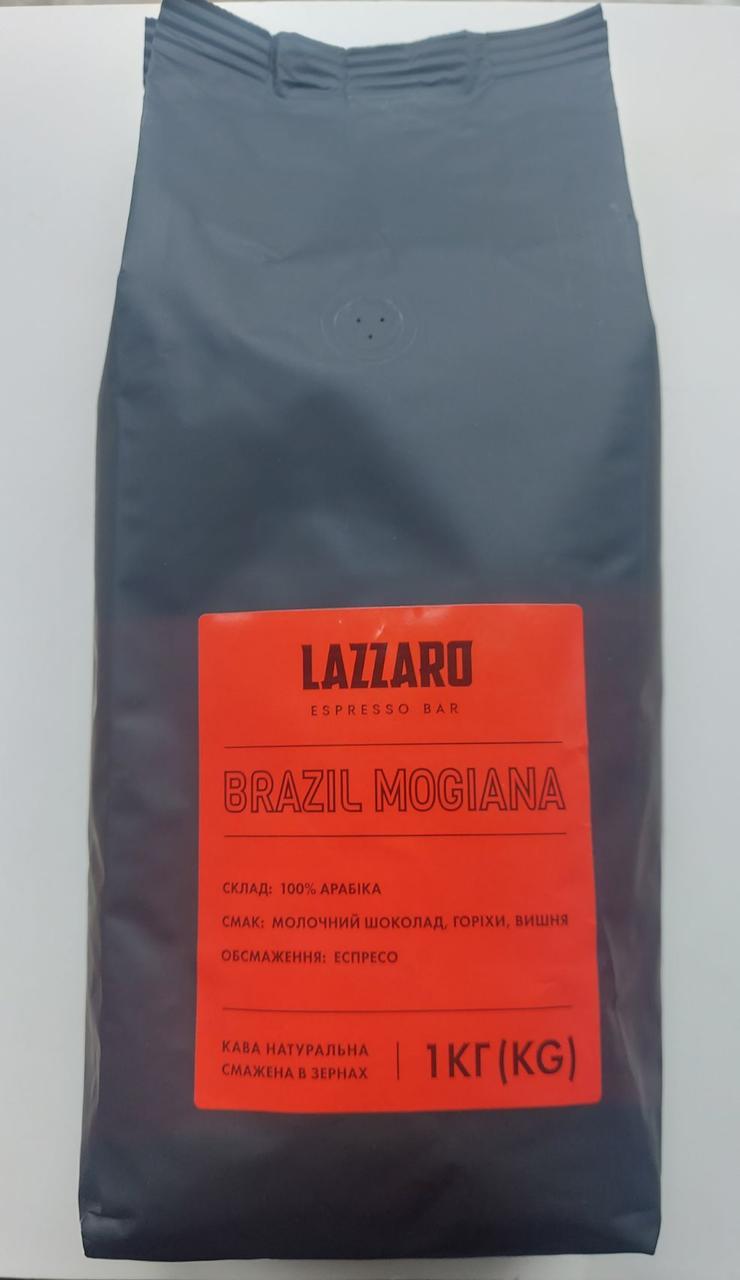 LAZZARO
ESPRESSO BAR
BRAZIL MOGIANA
СКЛАД: 100% АРАБІКА
СМАК: МОЛОЧНИЙ ШОКОЛАД, ГОРІХИ, ВИШНЯ
ОБСМАЖЕННЯ: ЕСПРЕСО
КАВА НАТУРАЛЬНА
СМАЖЕНА В ЗЕРНАХ
1КГ(KG)